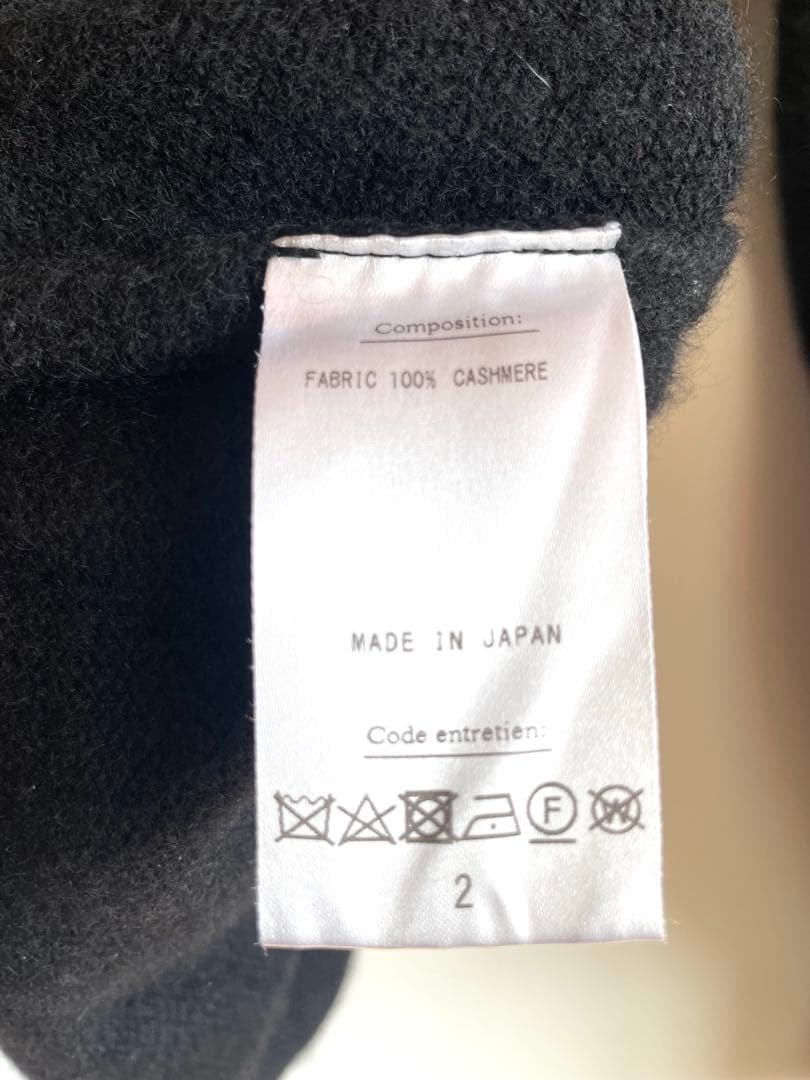 Composition:
FABRIC 100% CASHMERE
MADE IN JAPAN
Code entretien:
F W
2